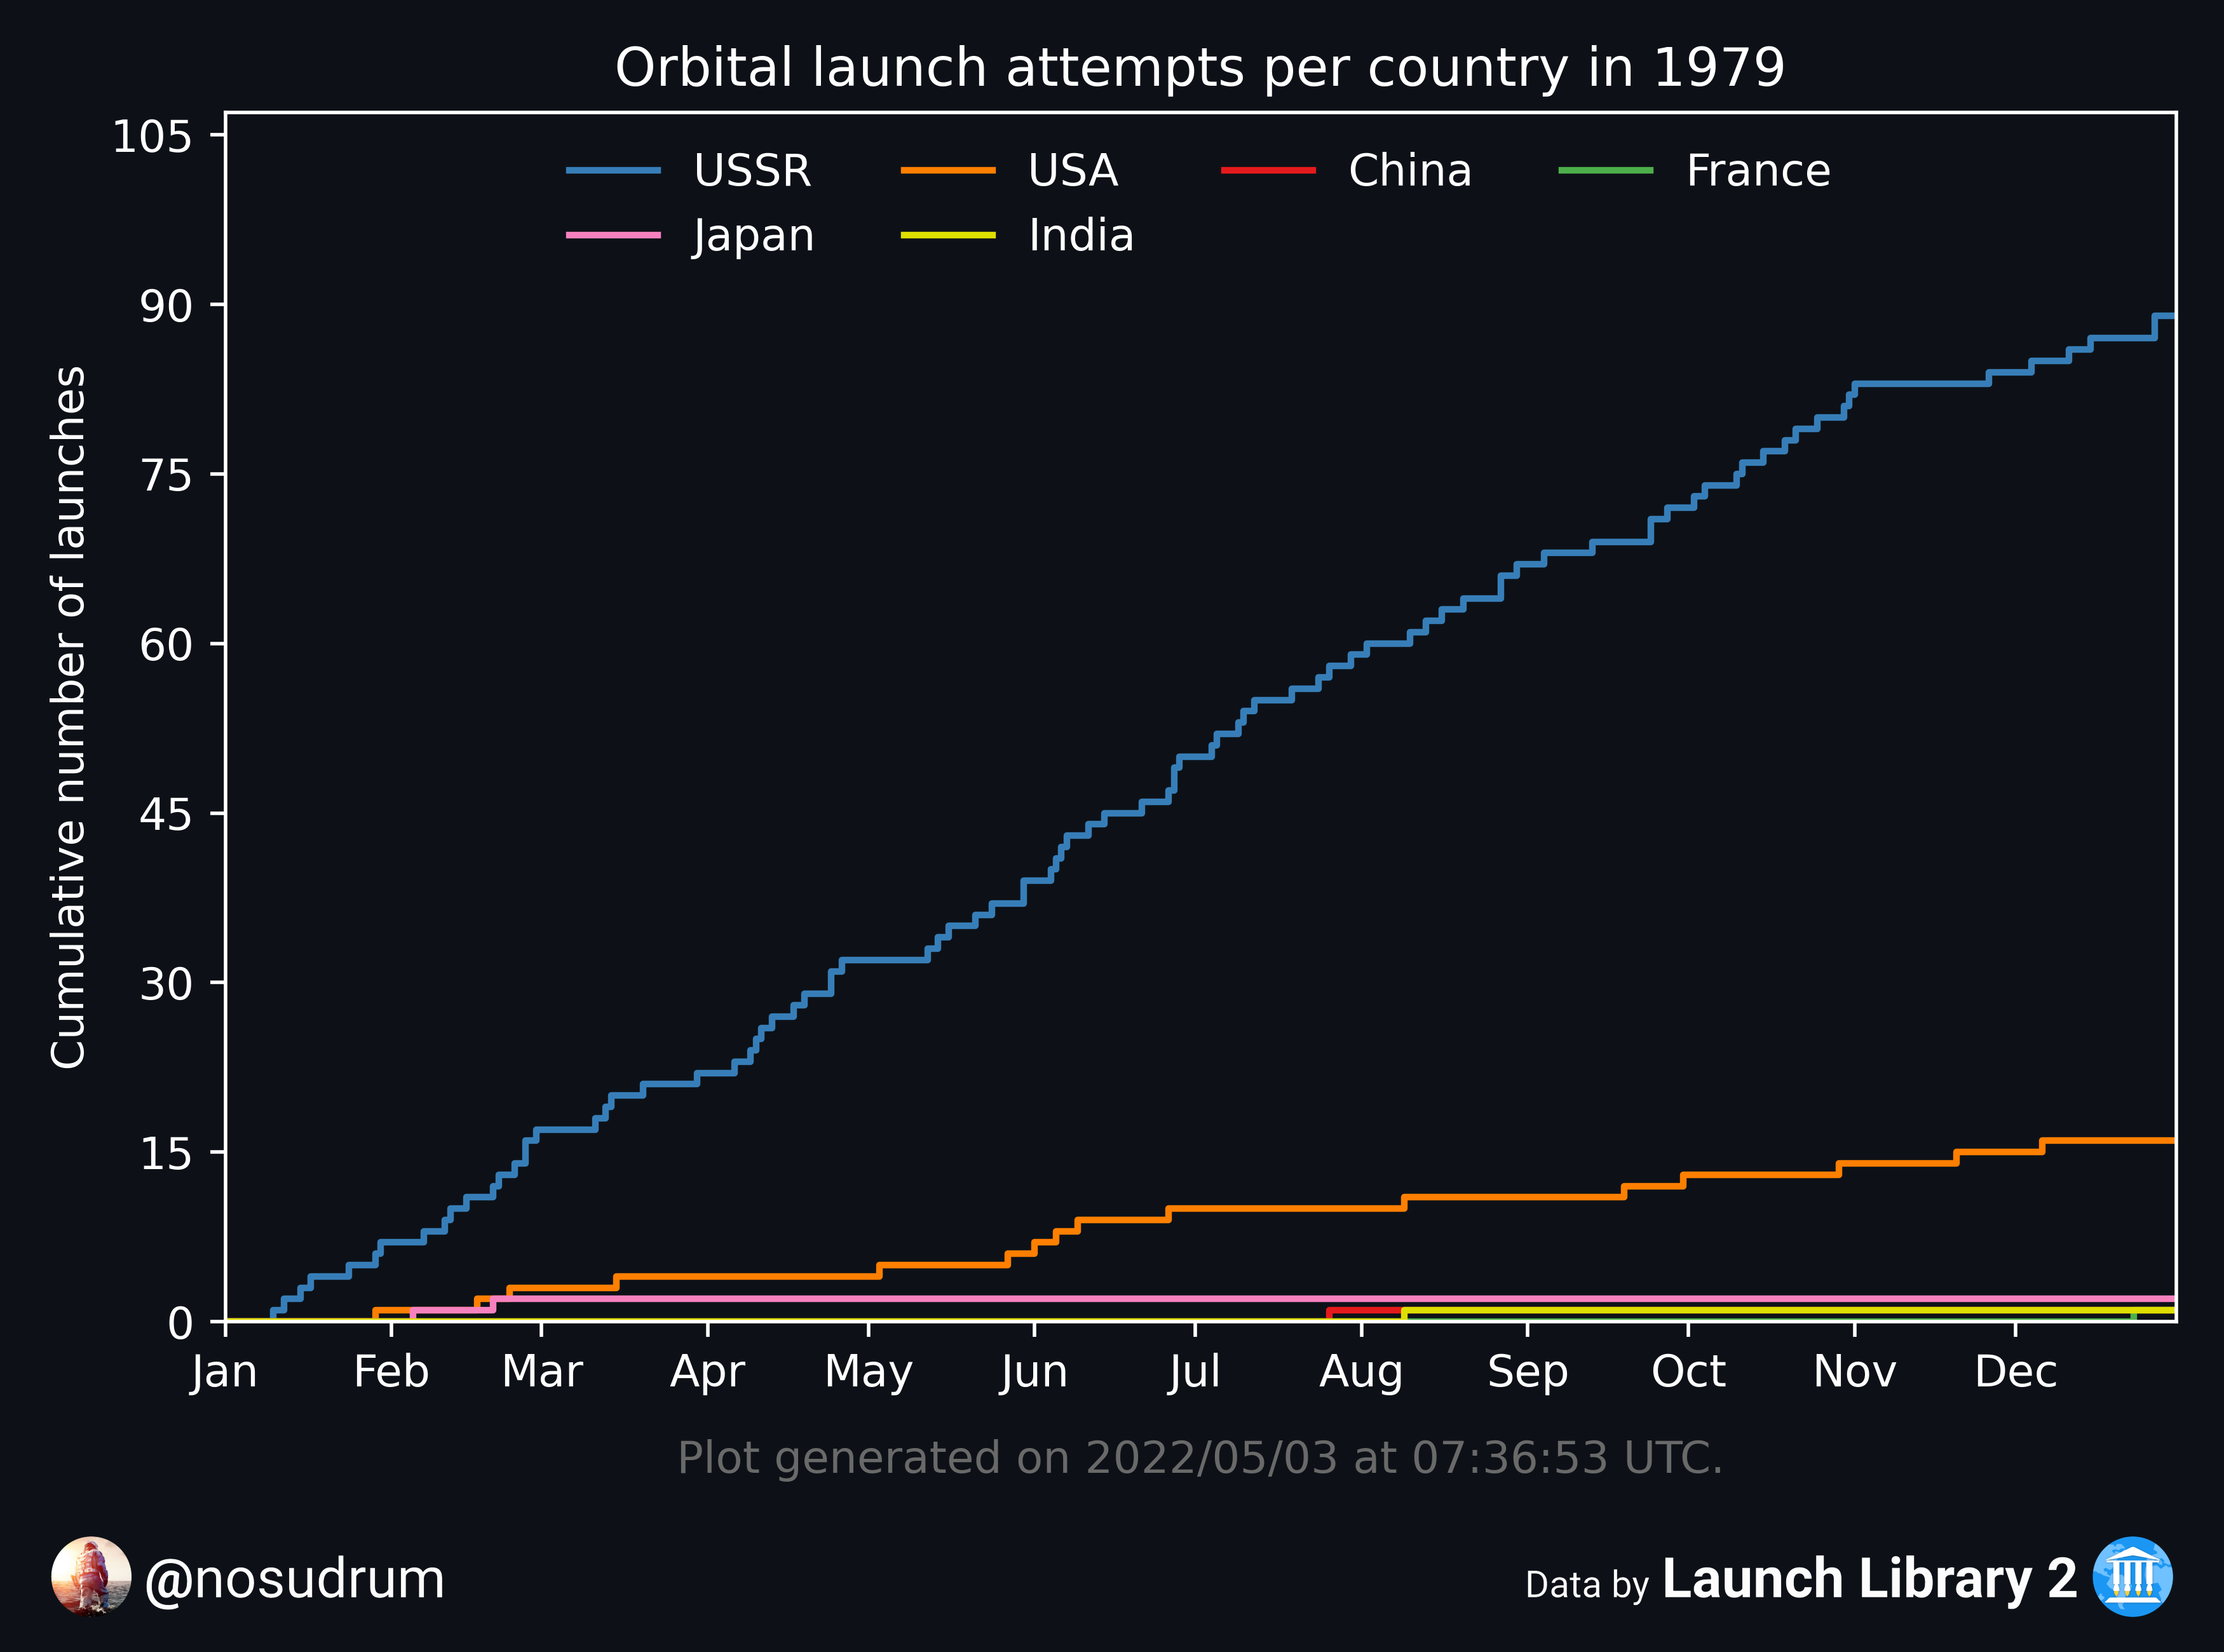 Orbital launch attempts per country in 1979
USSR USA China France
Japan India
Cumulative number of launches
105
90
75
60
45
30
15
0
Jan Feb Mar Apr May Jun Jul Aug Sep Oct Nov Dec
Plot generated on 2022/05/03 at 07:36:53 UTC.
@nosudrum
Data by Launch Library 2